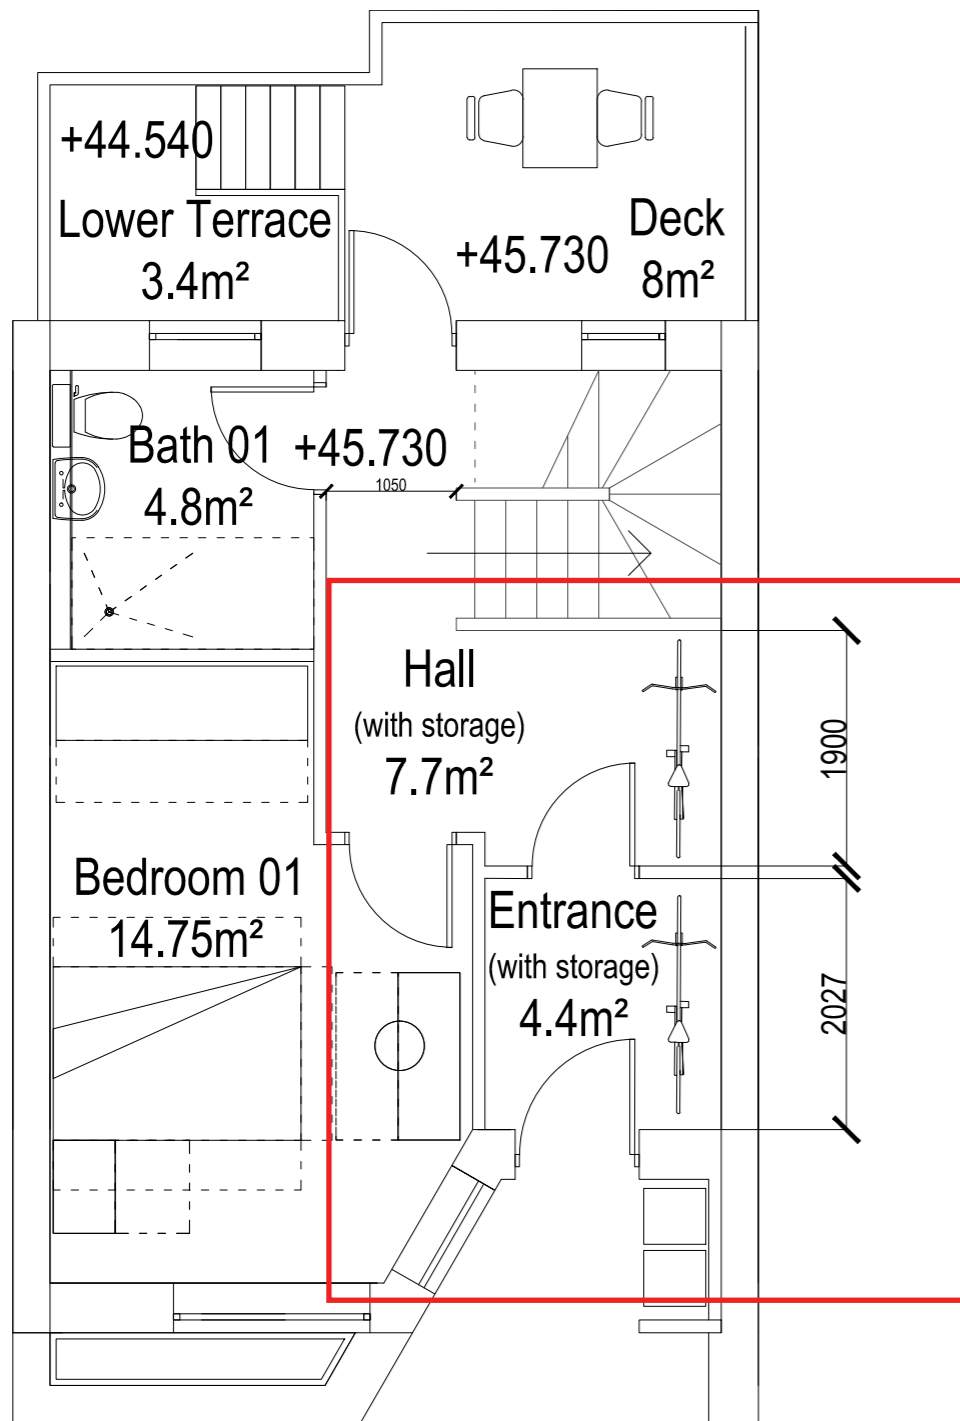 +44.540
Lower Terrace
3.4m²
Deck
+45.730
8m²
Bath 01
4.8m²
+45.730
1050
Hall
(with storage)
7.7m²
1900
Bedroom 01
14.75m²
Entrance
(with storage)
4.4m²
2027